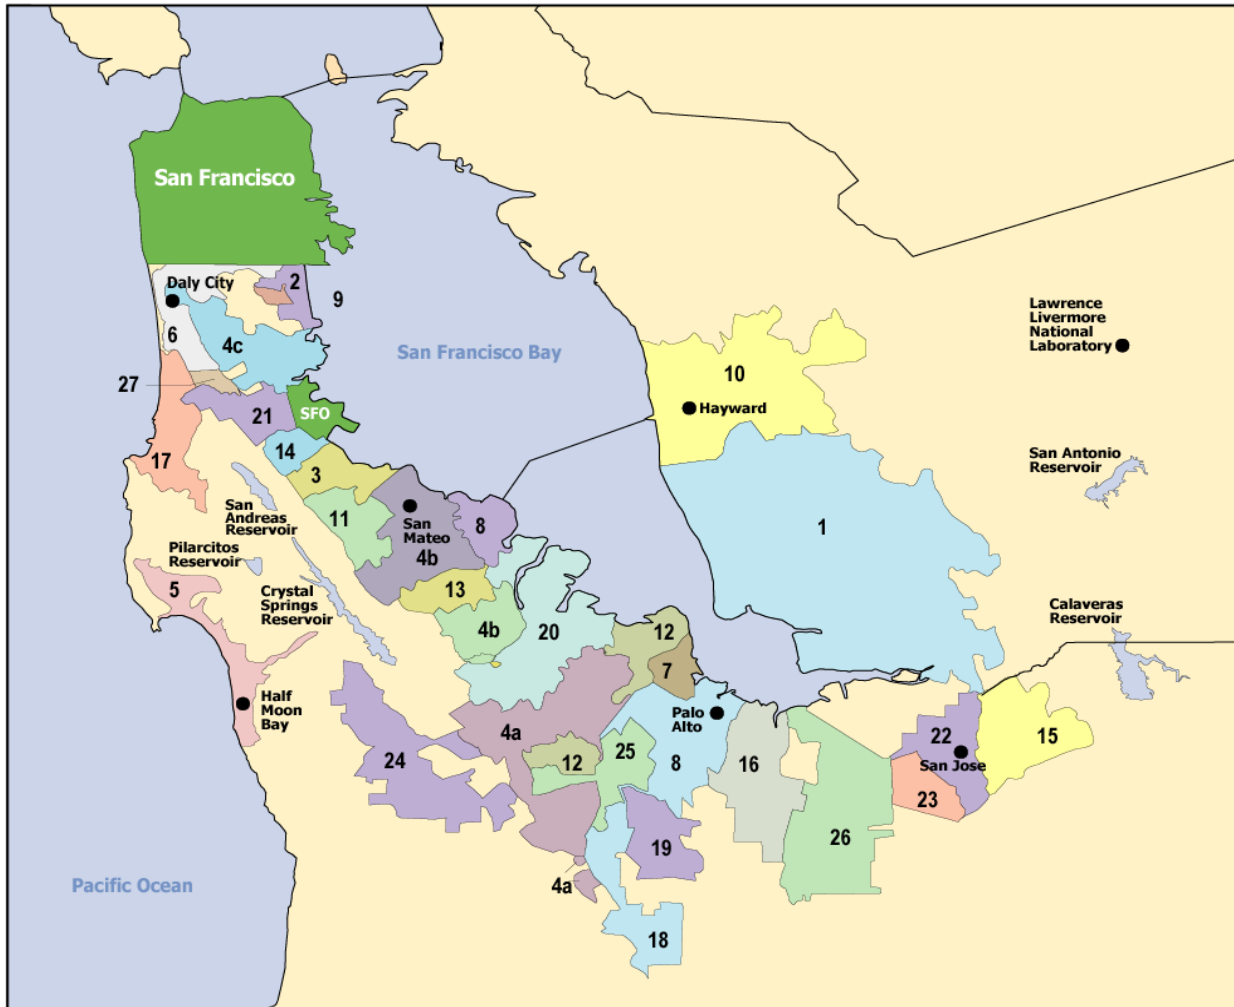 San Francisco
Daly City
2
9
6
4c
San Francisco Bay
Lawrence
Livermore
National
Laboratory
27
10
Hayward
21
SFO
14
17
3
San Antonio
Reservoir
San
Andreas
Reservoir
11
San
Mateo
8
1
4b
Pilarcitos
Reservoir
5
Crystal
Springs
Reservoir
13
4b
20
12
7
Calaveras
Reservoir
Half
Moon
Bay
4a
Palo
Alto
24
12
25
8
16
22
San Jose
15
23
19
26
4a
18
Pacific Ocean